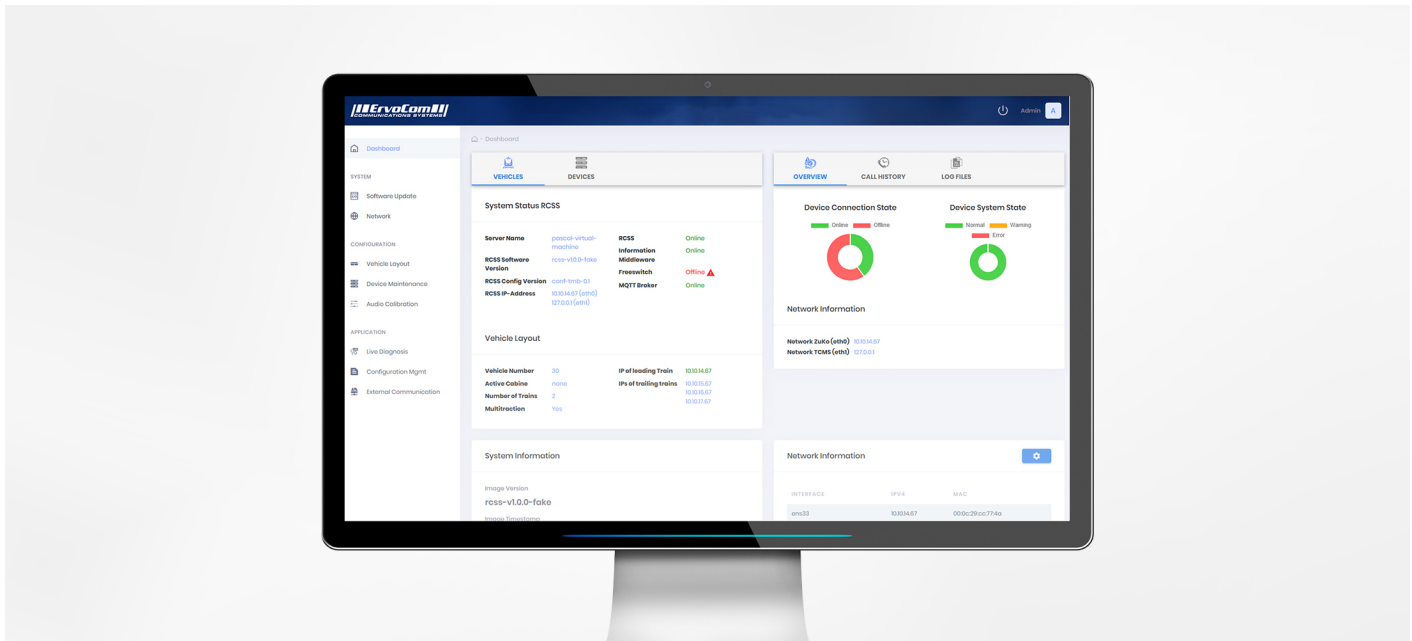 ErvoCom
COMMUNICATIONS SYSTEMS
Admin
A
Dashboard
SYSTEM
Software Update
Network
CONFIGURATION
Vehicle Layout
Device Maintenance
Audio Calibration
APPLICATION
Live Diagnosis
Configuration Mgmt
External Communication
- Dashboard
VEHICLES
DEVICES
System Status RCSS
Server Name pascal-virtual-
machine
RCSS Software rcss-v1.0.0-fake
Version
RCSS Config Version conf-tmb-0.1
RCSS IP-Address 10.10.14.67 (eth0)
127.0.0.1 (eth1)
RCSS Online
Information Online
Middleware
Freeswitch Offline
MQTT Broker Online
Vehicle Layout
Vehicle Number 30
Active Cabine none
Number of Trains 2
Multitraction Yes
IP of leading Train 10.10.14.67
IPs of trailing trains 10.10.15.67
10.10.16.67
10.10.17.67
System Information
Image Version
rcss-v1.0.0-fake
Image Timestamp
OVERVIEW
CALL HISTORY
LOG FILES
Device Connection State
Online Offline
Device System State
Normal Warning
Error
Network Information
Network ZuKo (eth0) 10.10.14.67
Network TCMS (eth1) 127.0.0.1
Network Information
INTERFACE IPV4 MAC
ens33 10.10.14.67 00:0c:29:cc:77:4a